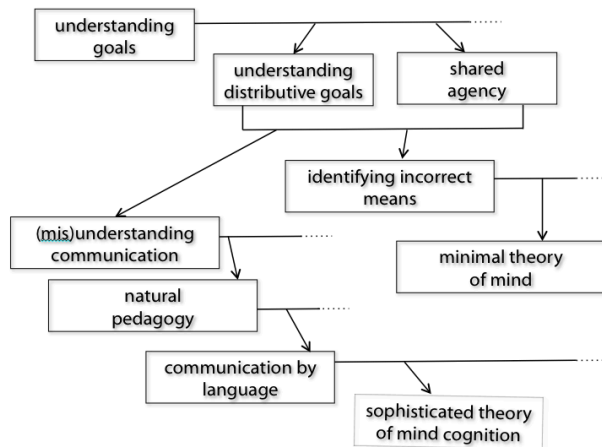 understanding
goals
understanding
distributive goals
shared
agency
identifying incorrect
means
(mis)understanding
communication
minimal theory
of mind
natural
pedagogy
communication by
language
sophisticated theory
of mind cognition